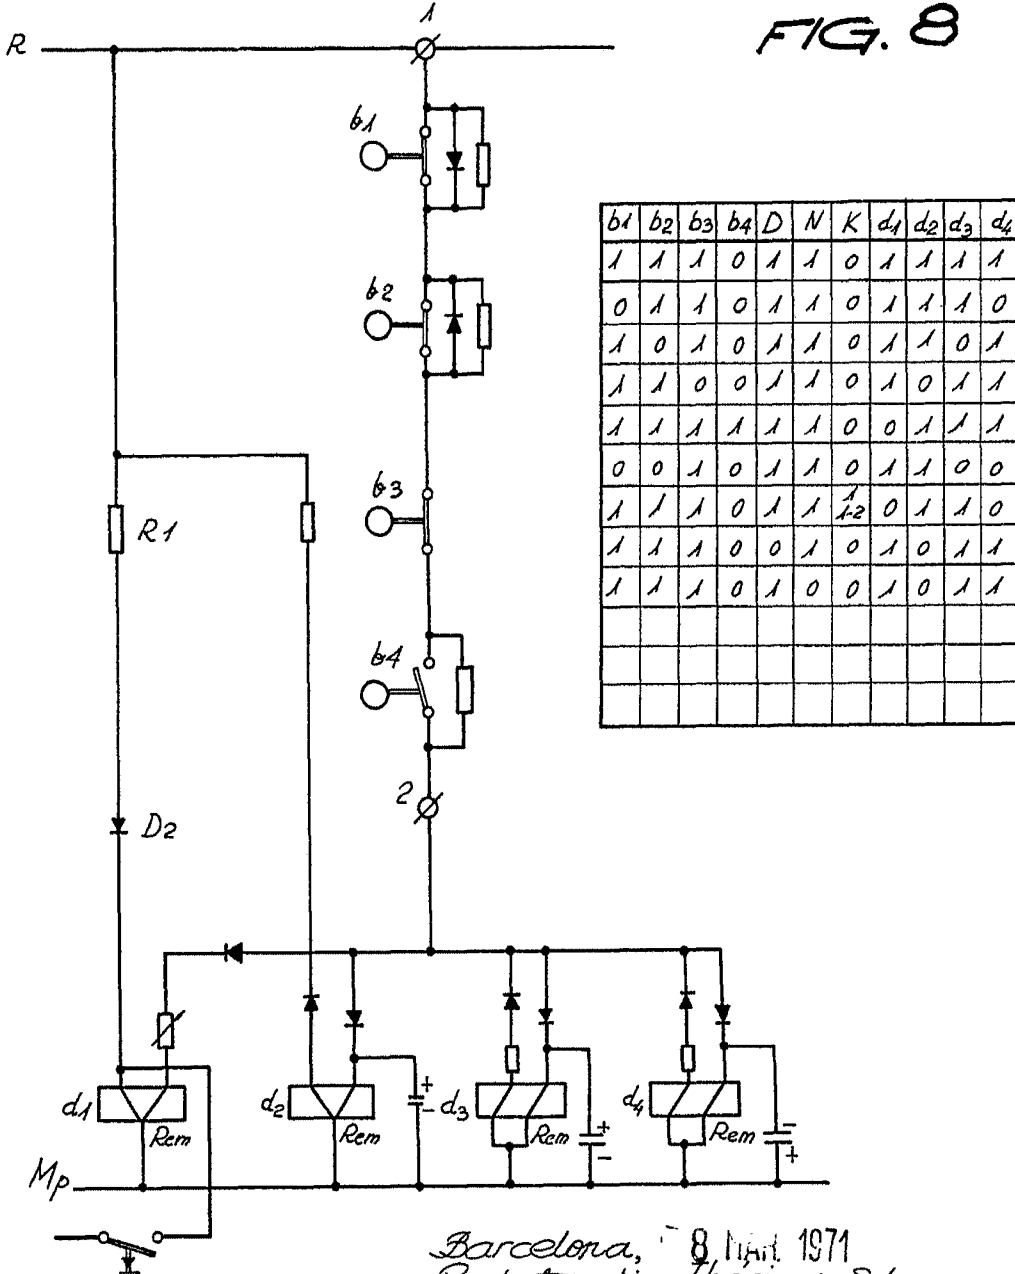 FIG. 8
1
R
b1
b2
b3
b4
2
R1
D2
b1 b2 b3 b4 D N K d1 d2 d3 d4
1 1 1 0 1 1 0 1 1 1 1
0 1 1 0 1 1 0 1 1 1 0
1 0 1 0 1 1 0 1 1 0 1
1 1 0 0 1 1 0 1 0 1 1
1 1 1 1 1 1 0 0 1 1 1
0 0 1 0 1 1 0 1 1 0 0
1 1 1 0 1 1 1 1-2 0 1 1 0
1 1 1 0 0 1 0 1 0 1 1
1 1 1 0 1 0 0 1 0 1 1
d1 Rem
d2 Rem + -
d3 Rem + -
d4 Rem - +
Mp
Barcelona, 8 MAR. 1971